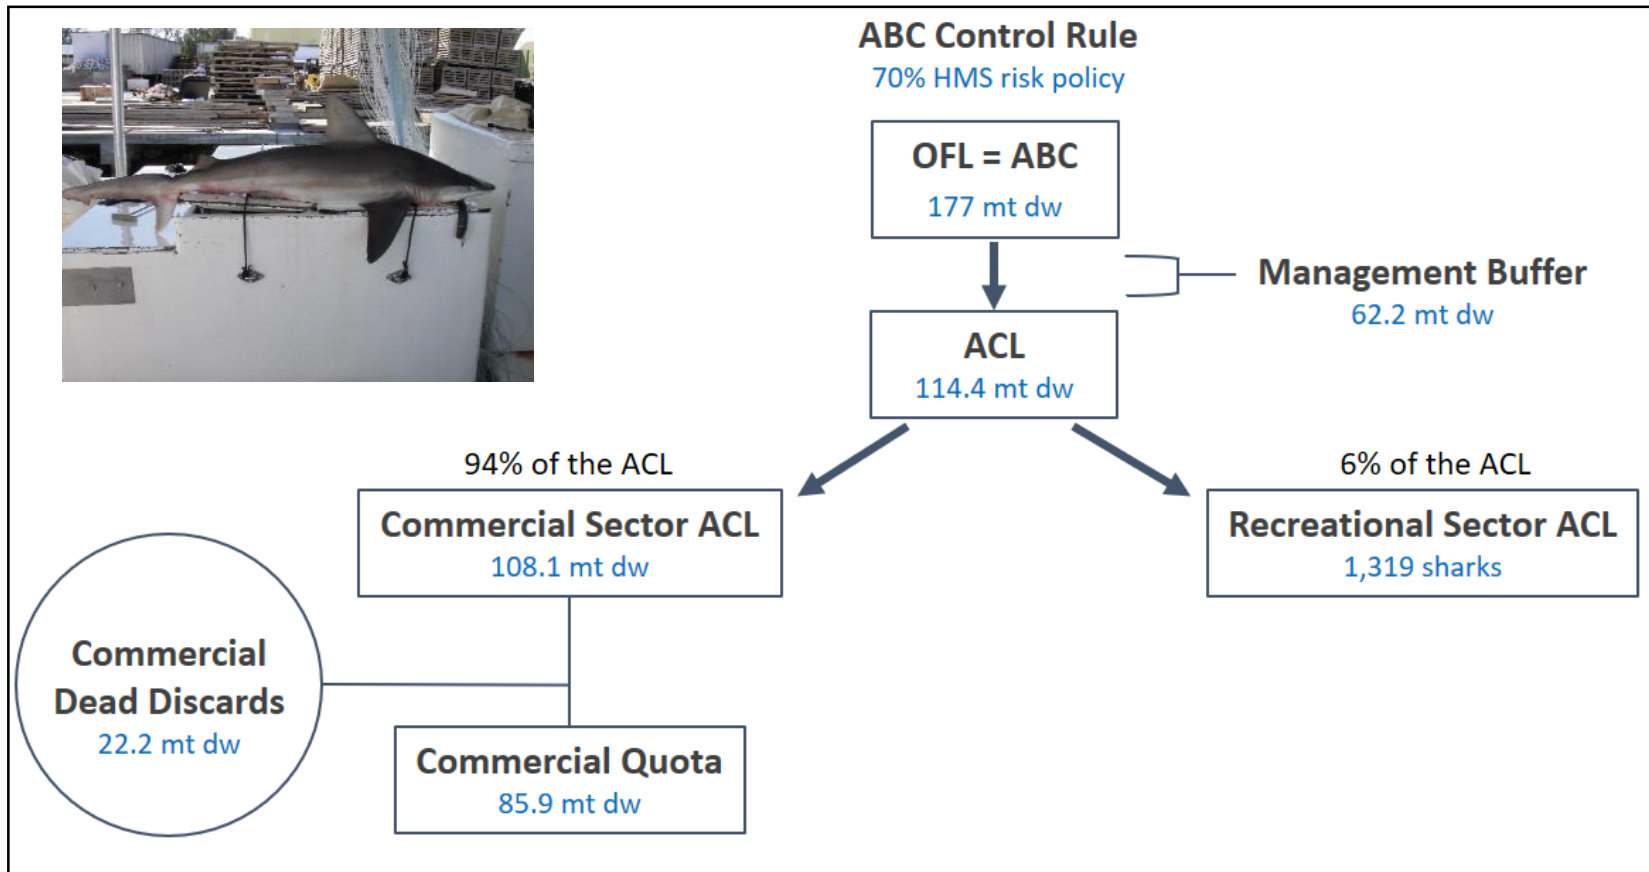 ABC Control Rule
70% HMS risk policy
OFL = ABC
177 mt dw
Management Buffer
62.2 mt dw
ACL
114.4 mt dw
94% of the ACL
6% of the ACL
Commercial Sector ACL
108.1 mt dw
Recreational Sector ACL
1,319 sharks
Commercial
Dead Discards
22.2 mt dw
Commercial Quota
85.9 mt dw